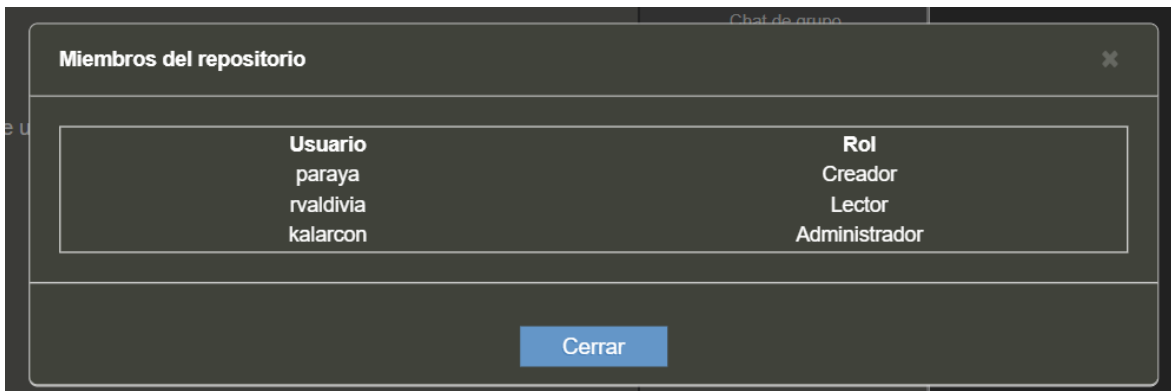 Chat de grupo
Miembros del repositorio
e u
Usuario Rol
paraya Creador
rvaldivia Lector
kalarcon Administrador
Cerrar